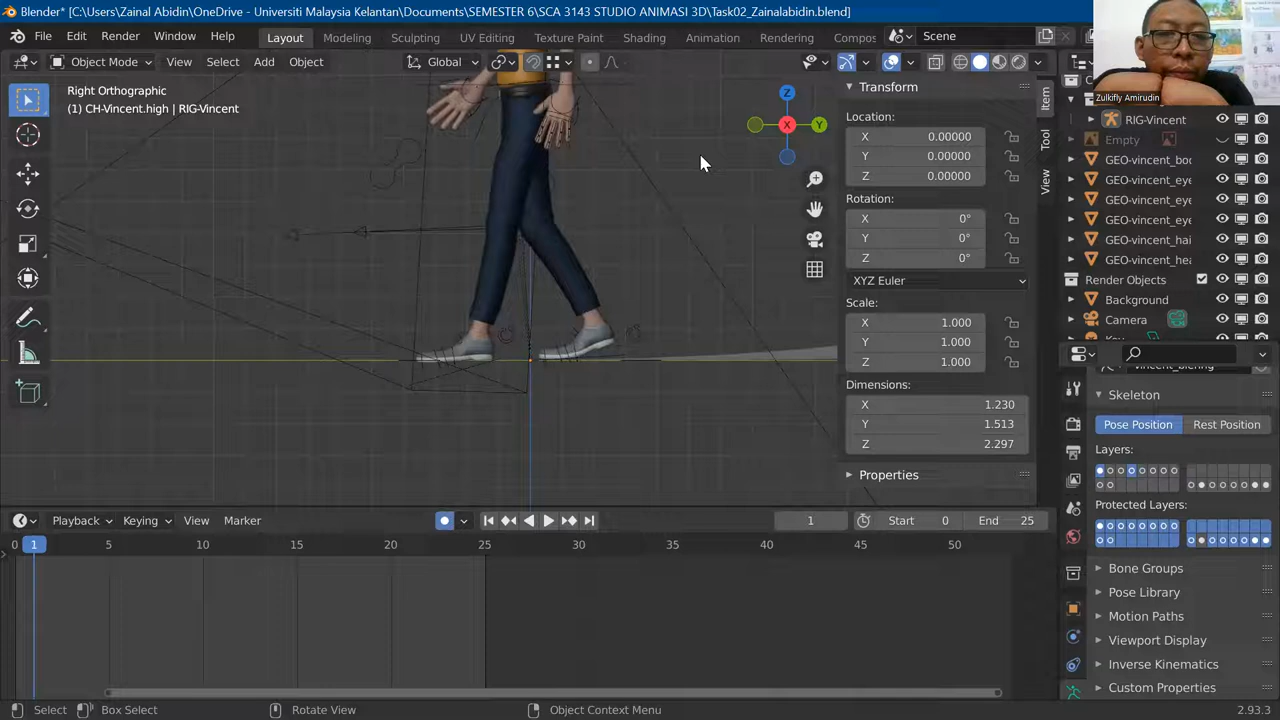 Blender* [C:\Users\Zainal Abidin\OneDrive - Universiti Malaysia Kelantan\Documents\SEMESTER 6\SCA 3143 STUDIO ANIMASI 3D\Task02_Zainalabidin.blend]
File Edit Render Window Help Layout Modeling Sculpting UV Editing Texture Paint Shading Animation Rendering Compos Scene
Object Mode View Select Add Object Global
Right Orthographic
(1) CH-Vincent.high | RIG-Vincent
Z
X
Y
Transform
Location:
X 0.00000
Y 0.00000
Z 0.00000
Rotation:
X 0°
Y 0°
Z 0°
XYZ Euler
Scale:
X 1.000
Y 1.000
Z 1.000
Dimensions:
X 1.230
Y 1.513
Z 2.297
Properties
Item
Tool
View
Zulkifly Amirudin
RIG-Vincent
Empty
GEO-vincent_boo
GEO-vincent_eye
GEO-vincent_eye
GEO-vincent_eye
GEO-vincent_hai
GEO-vincent_hea
Render Objects
Background
Camera
Skeleton
Pose Position Rest Position
Layers:
Protected Layers:
Bone Groups
Pose Library
Motion Paths
Viewport Display
Inverse Kinematics
Custom Properties
Playback Keying View Marker
1
Start 0
End 25
0 1 5 10 15 20 25 30 35 40 45 50
Select Box Select Rotate View Object Context Menu 2.93.3